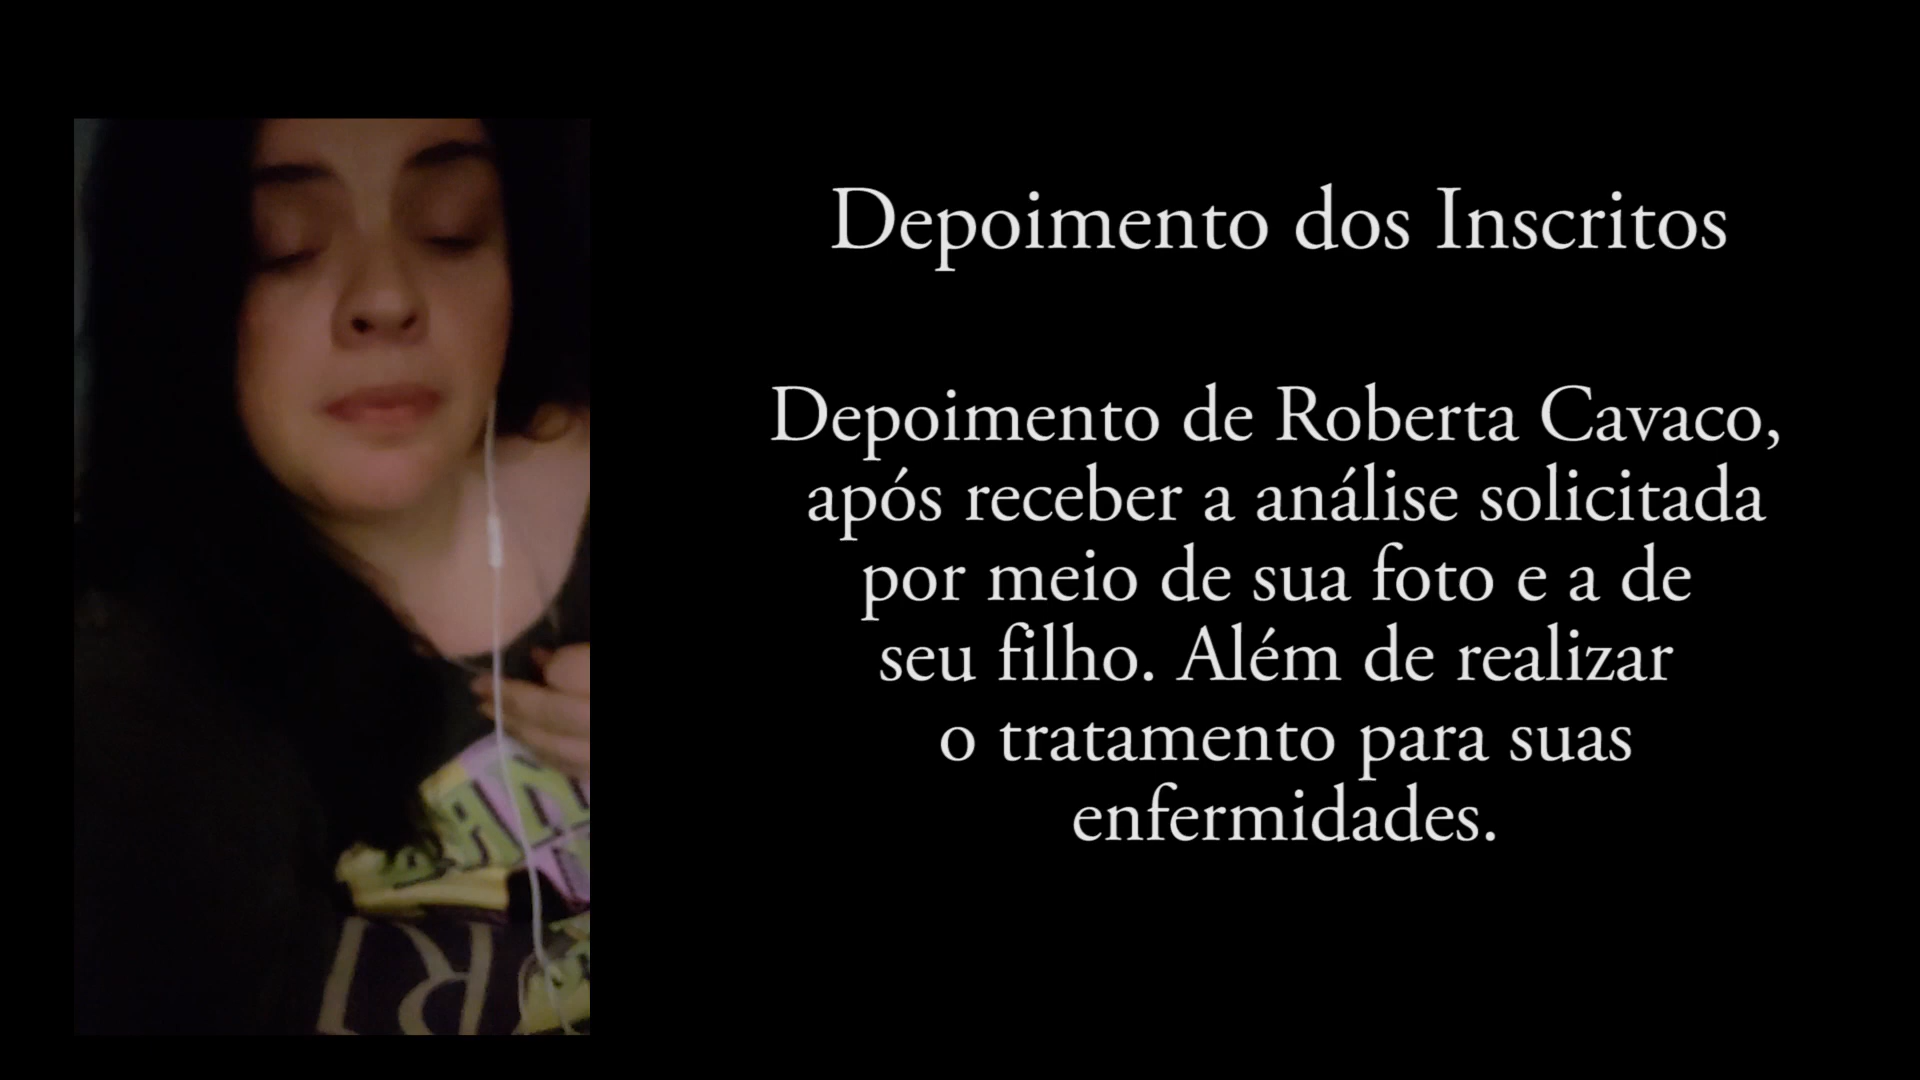 Depoimento dos Inscritos
Depoimento de Roberta Cavaco,
após receber a análise solicitada
por meio de sua foto e a de
seu filho. Além de realizar
o tratamento para suas
enfermidades.